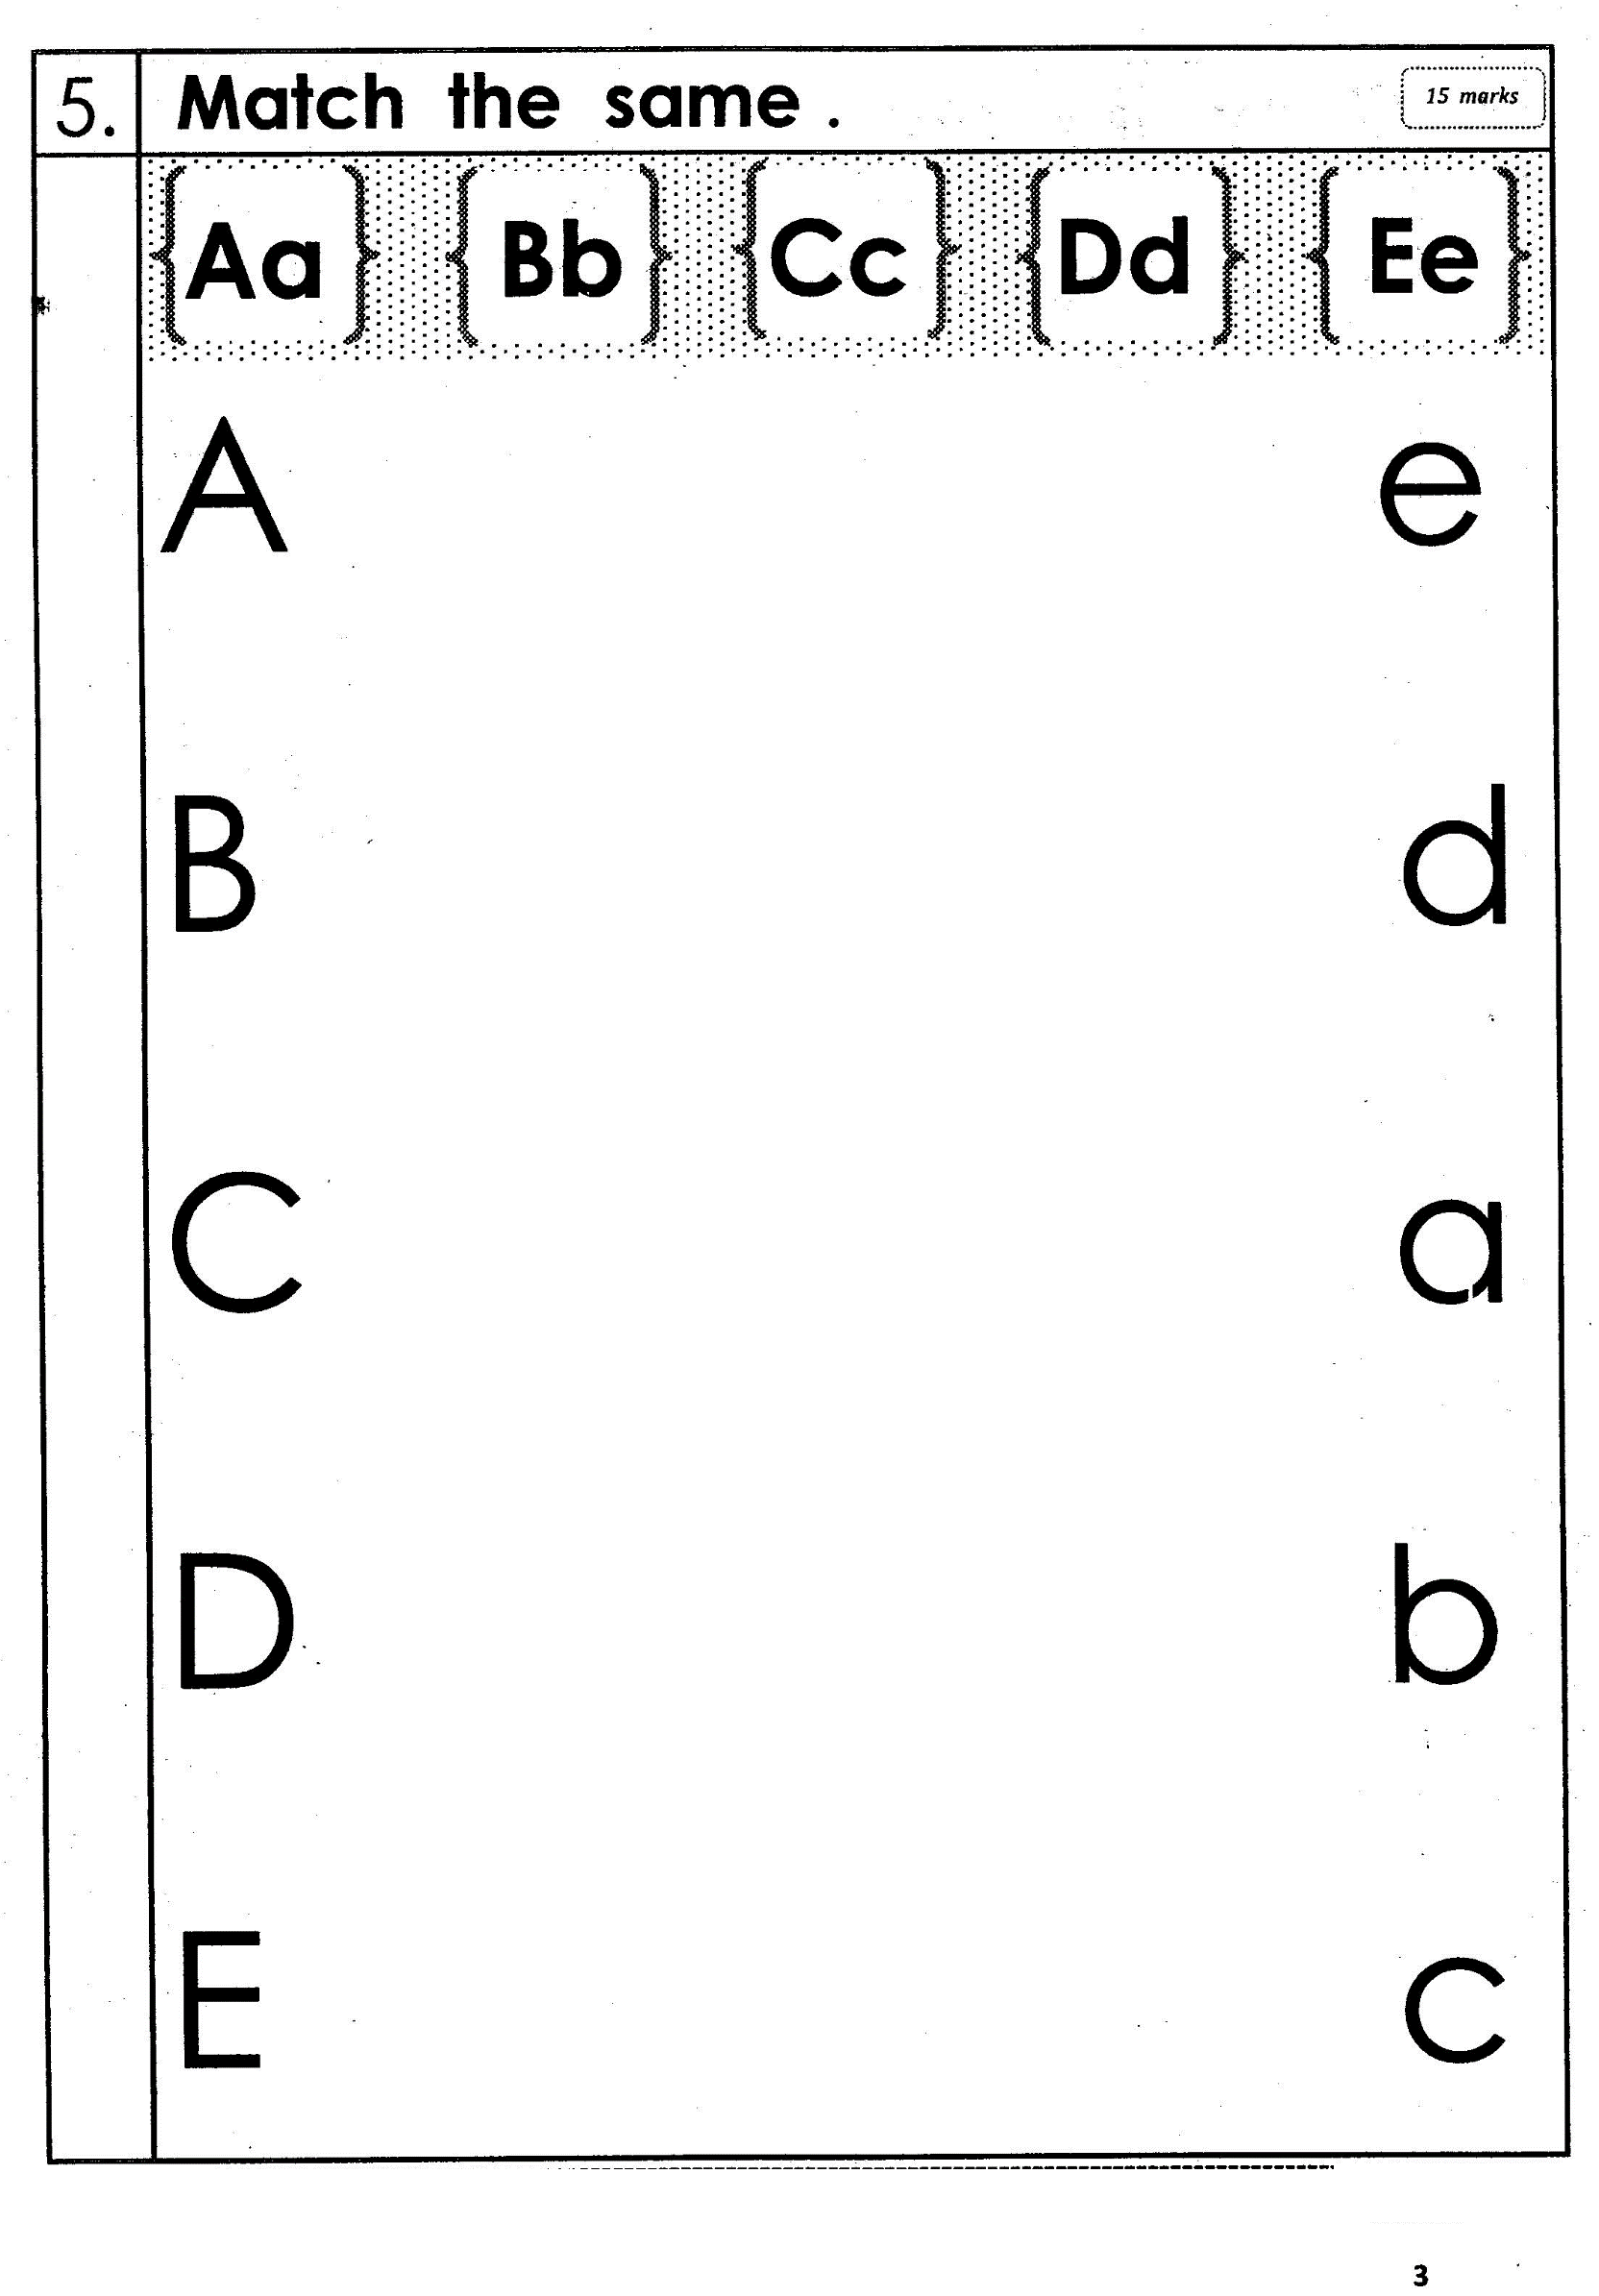 5. Match the same .
15 marks
Aa Bb Cc Dd Ee
A e
B d
C a
D b
E c
3